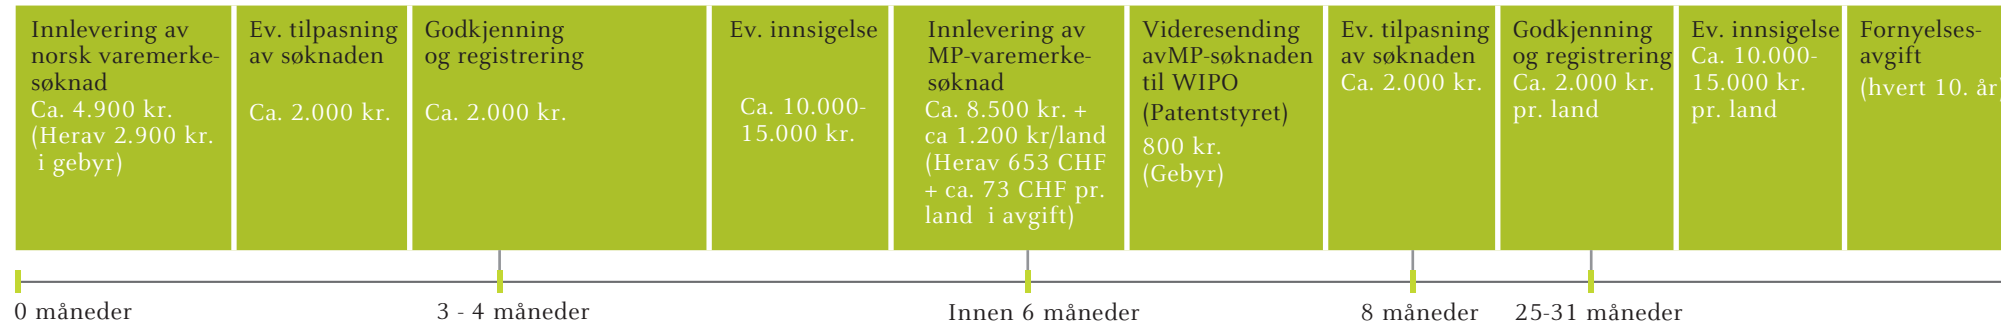 Innlevering av
norsk varemerke-
søknad
Ca. 4.900 kr.
(Herav 2.900 kr.
i gebyr)
Ev. tilpasning
av søknaden
Ca. 2.000 kr.
Godkjenning
og registrering
Ca. 2.000 kr.
Ev. innsigelse
Ca. 10.000-
15.000 kr.
Innlevering av
MP-varemerke-
søknad
Ca. 8.500 kr. +
ca 1.200 kr/land
(Herav 653 CHF
+ ca. 73 CHF pr.
land i avgift)
Videresending
avMP-søknaden
til WIPO
(Patentstyret)
800 kr.
(Gebyr)
Ev. tilpasning
av søknaden
Ca. 2.000 kr.
Godkjenning
og registrering
Ca. 2.000 kr.
pr. land
Ev. innsigelse
Ca. 10.000-
15.000 kr.
pr. land
Fornyelses-
avgift
(hvert 10. år)
0 måneder
3 - 4 måneder
Innen 6 måneder
8 måneder
25-31 måneder